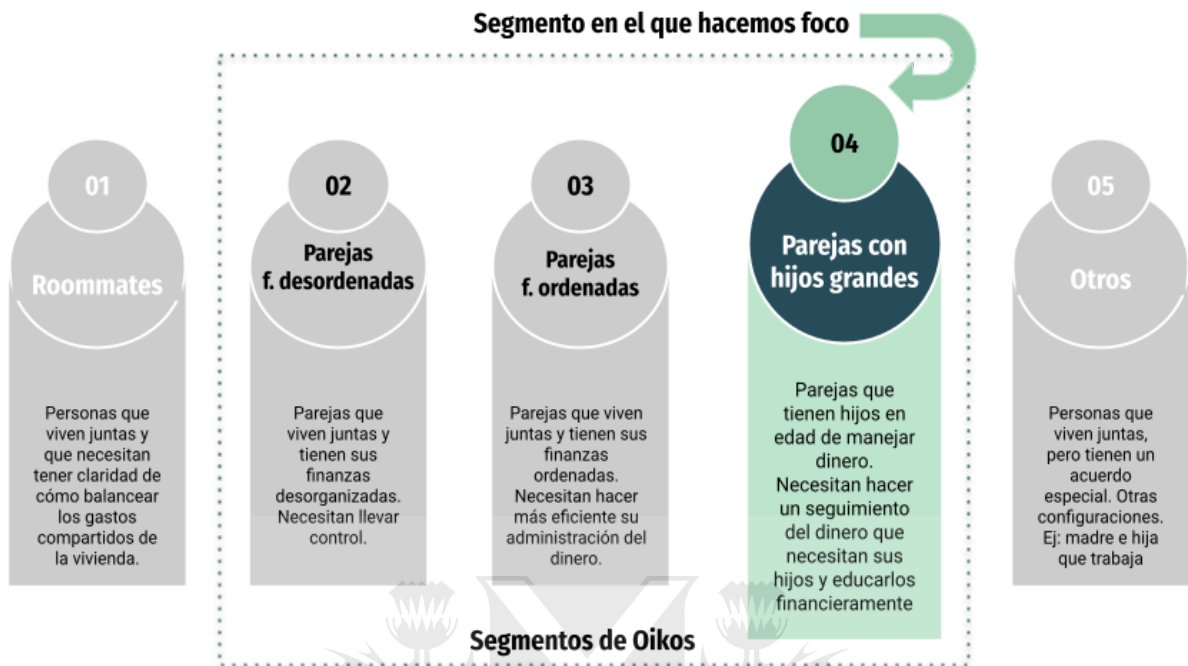 Segmento en el que hacemos foco
01
Roommates
Personas que
viven juntas y
que necesitan
tener claridad de
cómo balancear
los gastos
compartidos de
la vivienda.
02
Parejas
f. desordenadas
Parejas que
viven juntas y
tienen sus
finanzas
desorganizadas.
Necesitan llevar
control.
03
Parejas
f. ordenadas
Parejas que viven
juntas y tienen sus
finanzas
ordenadas.
Necesitan hacer
más eficiente su
administración del
dinero.
04
Parejas con
hijos grandes
Parejas que
tienen hijos en
edad de manejar
dinero.
Necesitan hacer
un seguimiento
del dinero que
necesitan sus
hijos y educarlos
financieramente
05
Otros
Personas que
viven juntas,
pero tienen un
acuerdo
especial. Otras
configuraciones.
Ej: madre e hija
que trabaja
Segmentos de Oikos